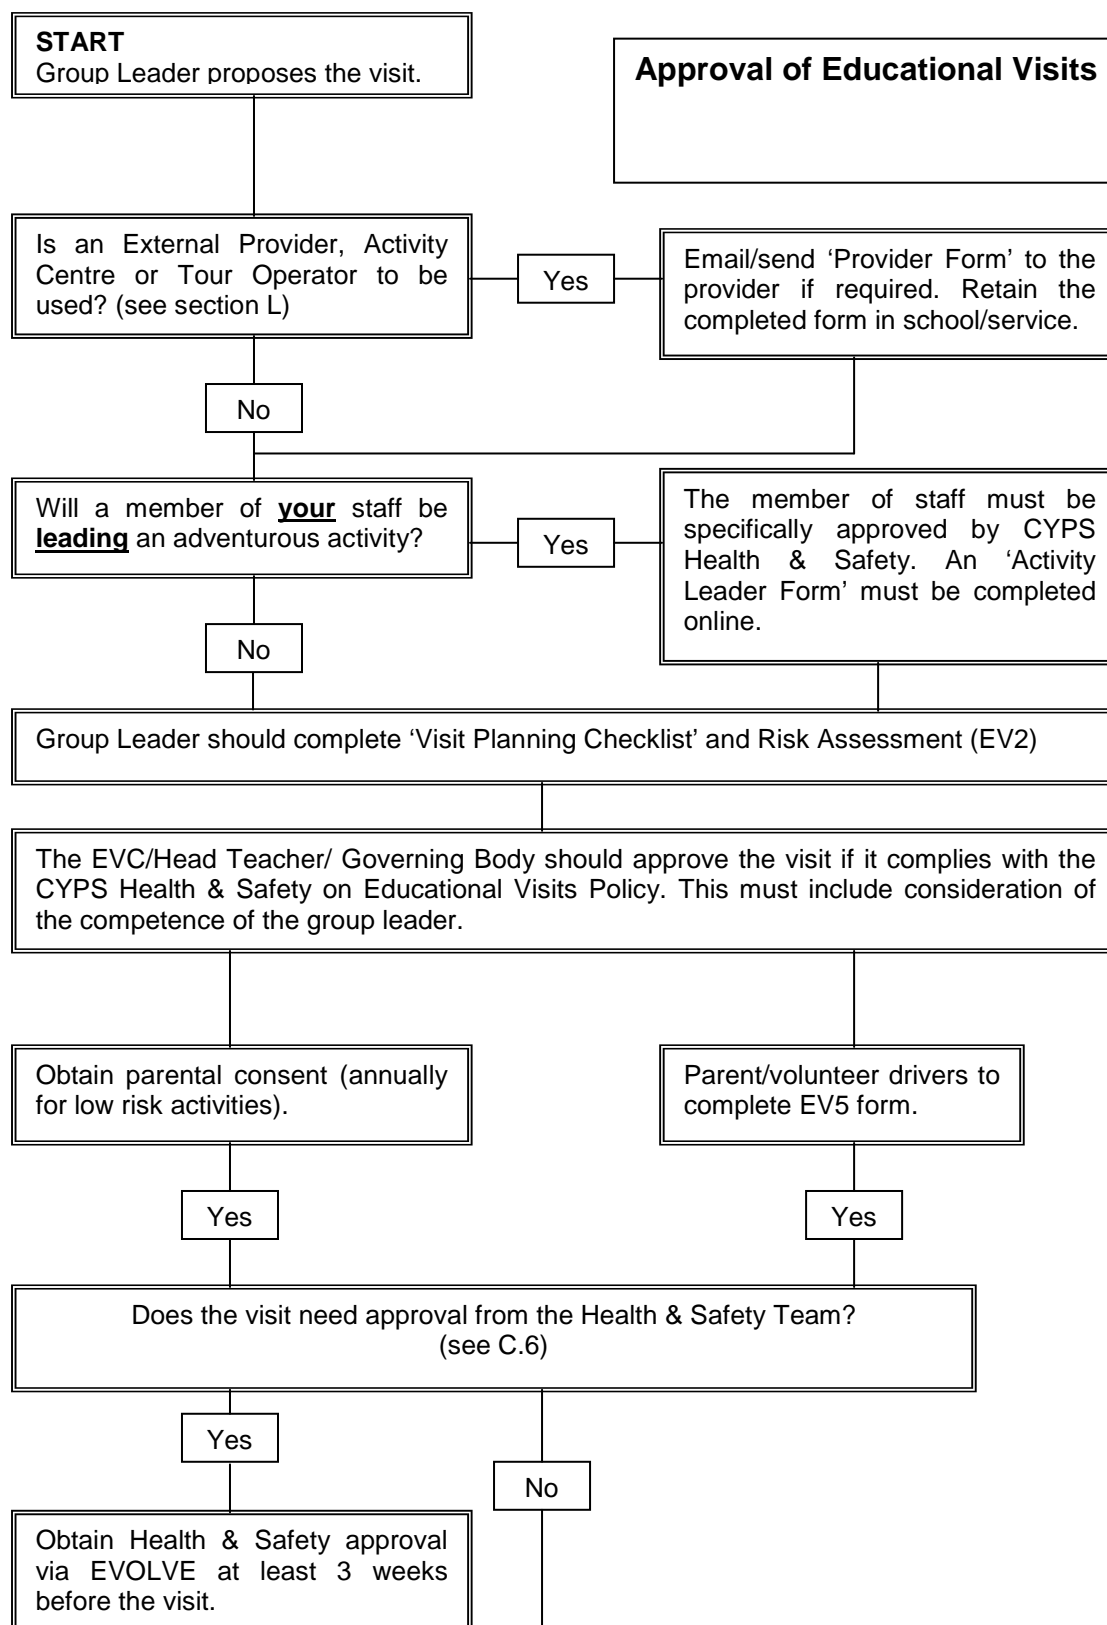 START
Group Leader proposes the visit.
Approval of Educational Visits
Is an External Provider, Activity
Centre or Tour Operator to be
used? (see section L)
Yes
Email/send ‘Provider Form’ to the
provider if required. Retain the
completed form in school/service.
No
Will a member of your staff be
leading an adventurous activity?
Yes
The member of staff must be
specifically approved by CYPS
Health & Safety. An ‘Activity
Leader Form’ must be completed
online.
No
Group Leader should complete ‘Visit Planning Checklist’ and Risk Assessment (EV2)
The EVC/Head Teacher/ Governing Body should approve the visit if it complies with the
CYPS Health & Safety on Educational Visits Policy. This must include consideration of
the competence of the group leader.
Obtain parental consent (annually
for low risk activities).
Parent/volunteer drivers to
complete EV5 form.
Yes
Yes
Does the visit need approval from the Health & Safety Team?
(see C.6)
Yes
No
Obtain Health & Safety approval
via EVOLVE at least 3 weeks
before the visit.